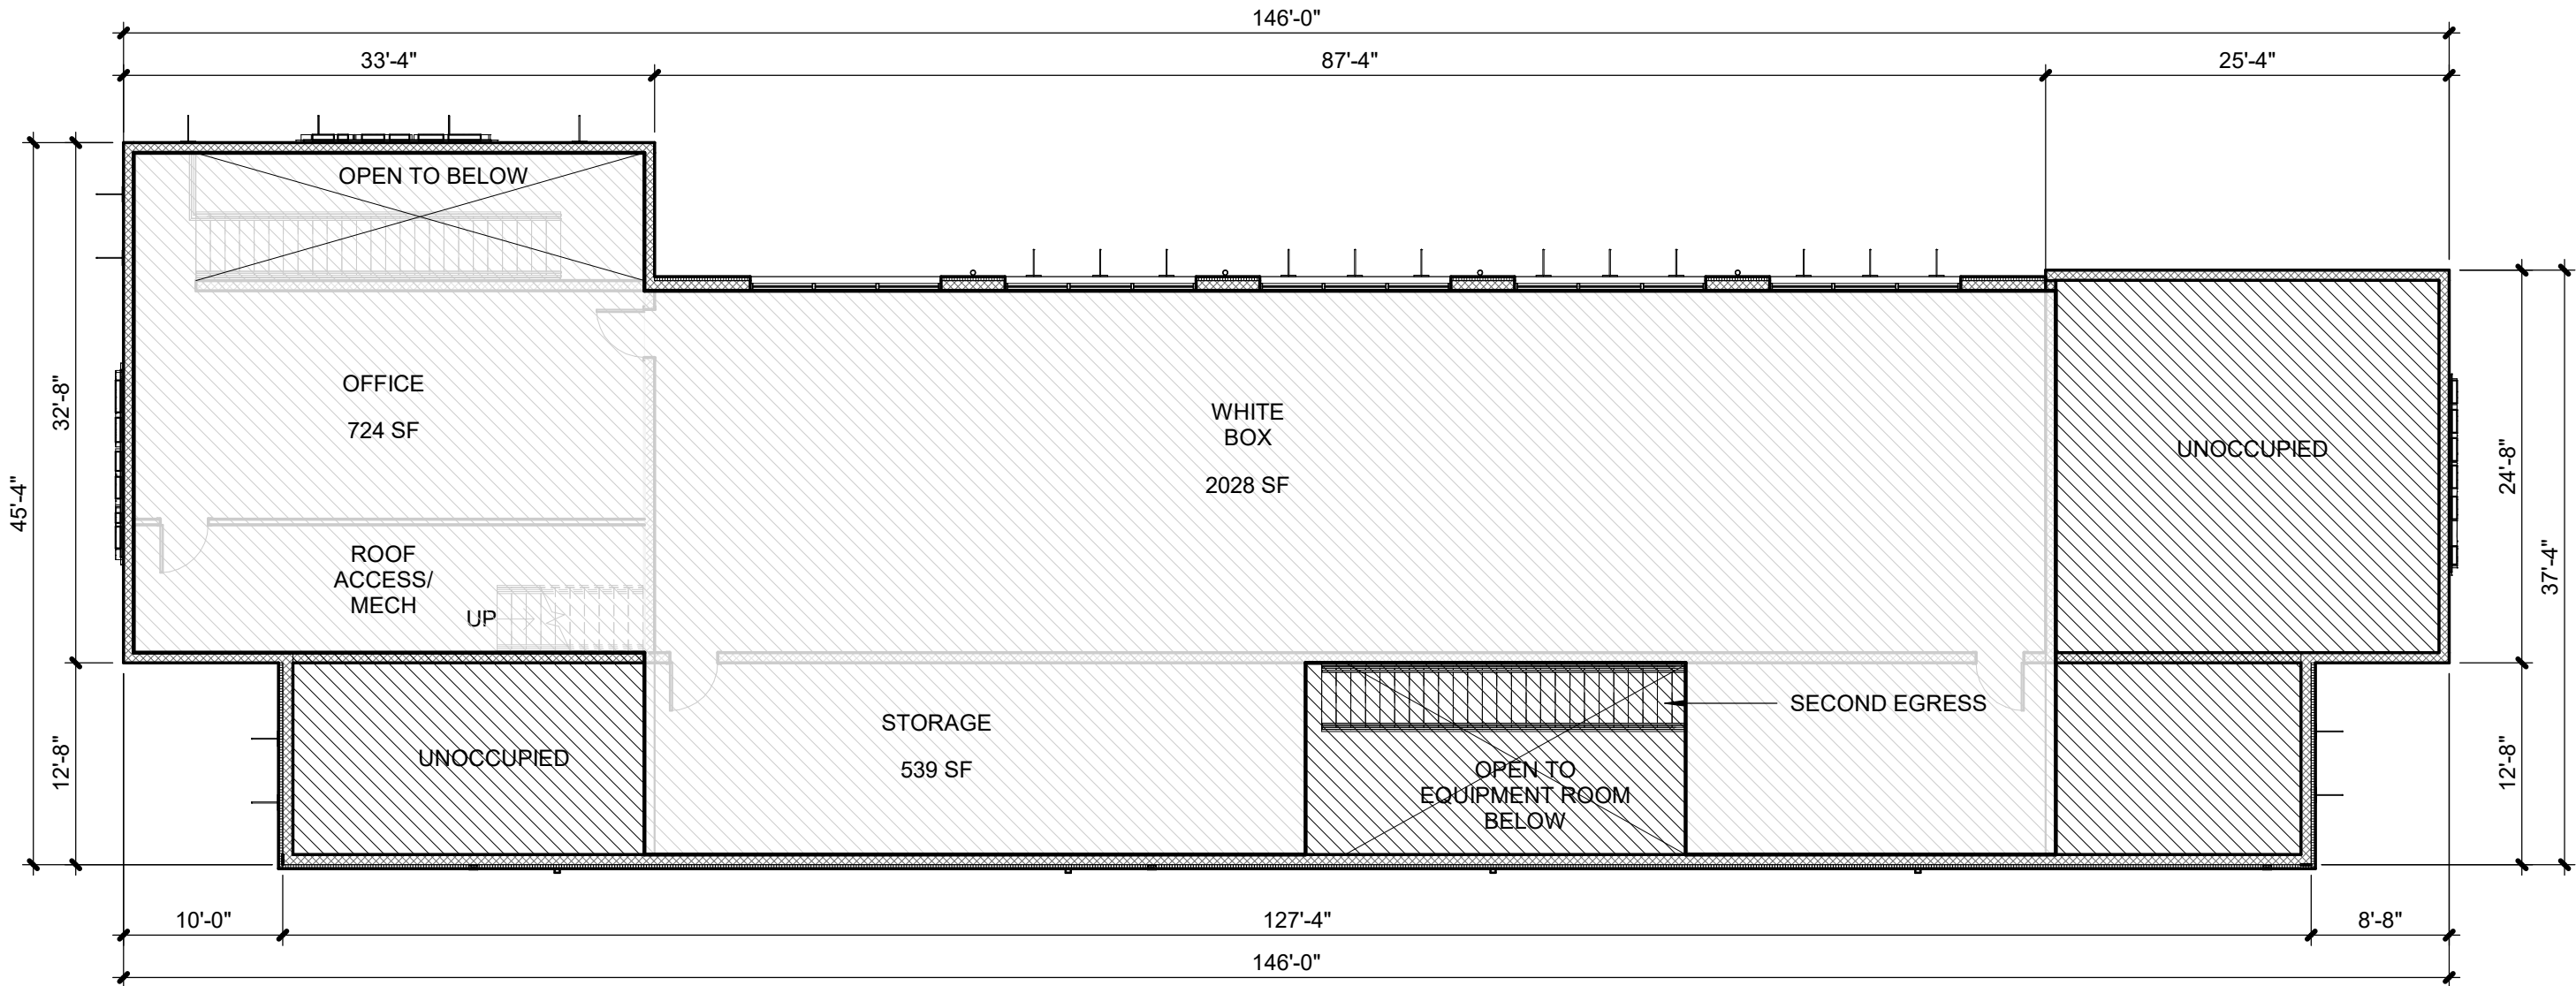 146'-0"
33'-4"
87'-4"
25'-4"
OPEN TO BELOW
OFFICE
724 SF
WHITE
BOX
2028 SF
UNOCCUPIED
32'-8"
45'-4"
24'-8"
37'-4"
ROOF
ACCESS/
MECH
UP
SECOND EGRESS
STORAGE
539 SF
UNOCCUPIED
OPEN TO
EQUIPMENT ROOM
BELOW
12'-8"
12'-8"
10'-0"
127'-4"
8'-8"
146'-0"